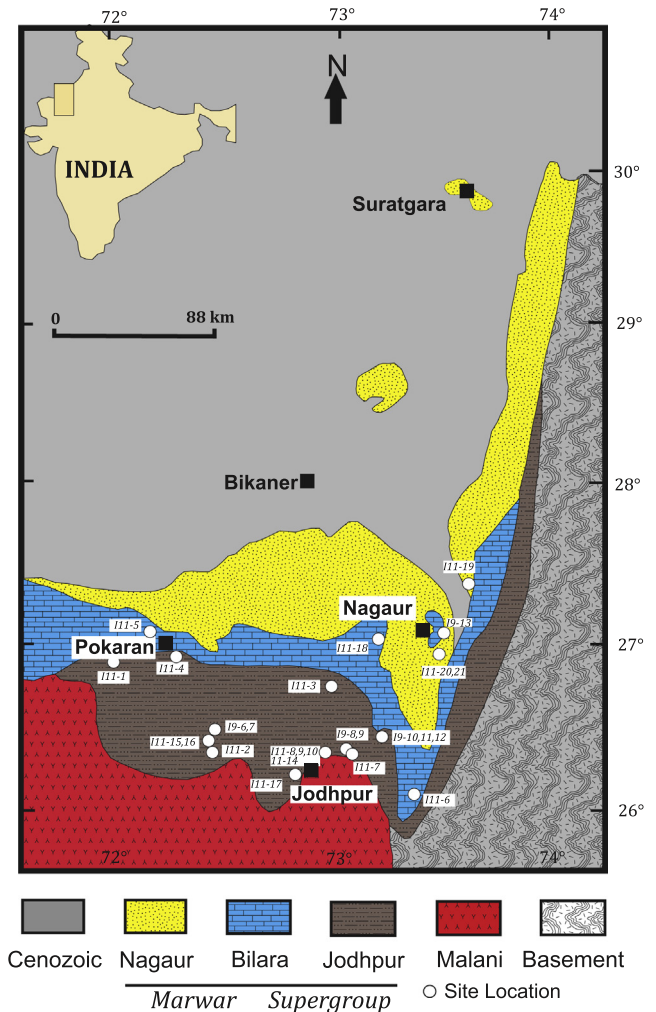 72° 73° 74°
N
INDIA
30°
Suratgara
0 88 km
29°
Bikaner
28°
I11-19
Nagaur
I9-13
I11-5
Pokaran
27°
I11-18
I11-1
I11-4
I11-20,21
I11-3
I9-6,7
I9-8,9
I9-10,11,12
I11-15,16
I11-2
I11-8,9,10
I1-14
I11-7
I11-17
Jodhpur
I11-6
26°
72° 73° 74°
Cenozoic Nagaur Bilara Jodhpur Malani Basement
Marwar Supergroup
Site Location